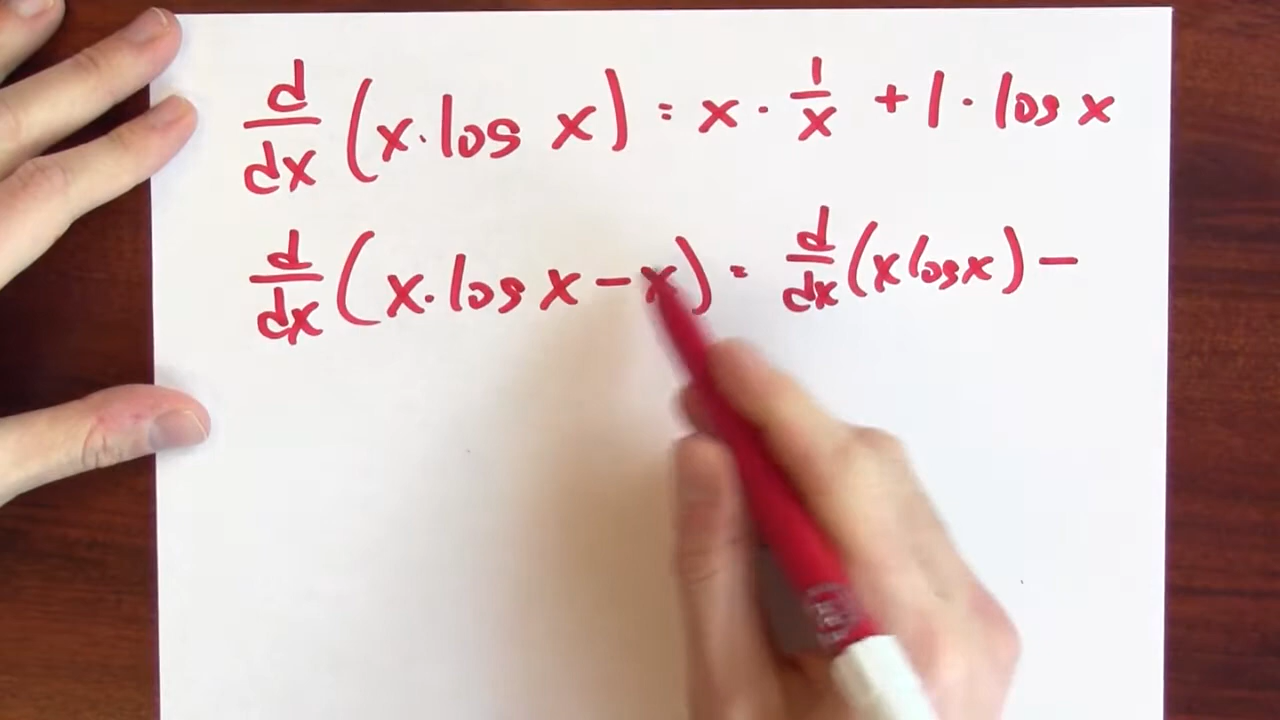 d/dx (x·log x) = x · 1/x + 1 · log x
d/dx (x·log x − x) = d/dx (x log x) −